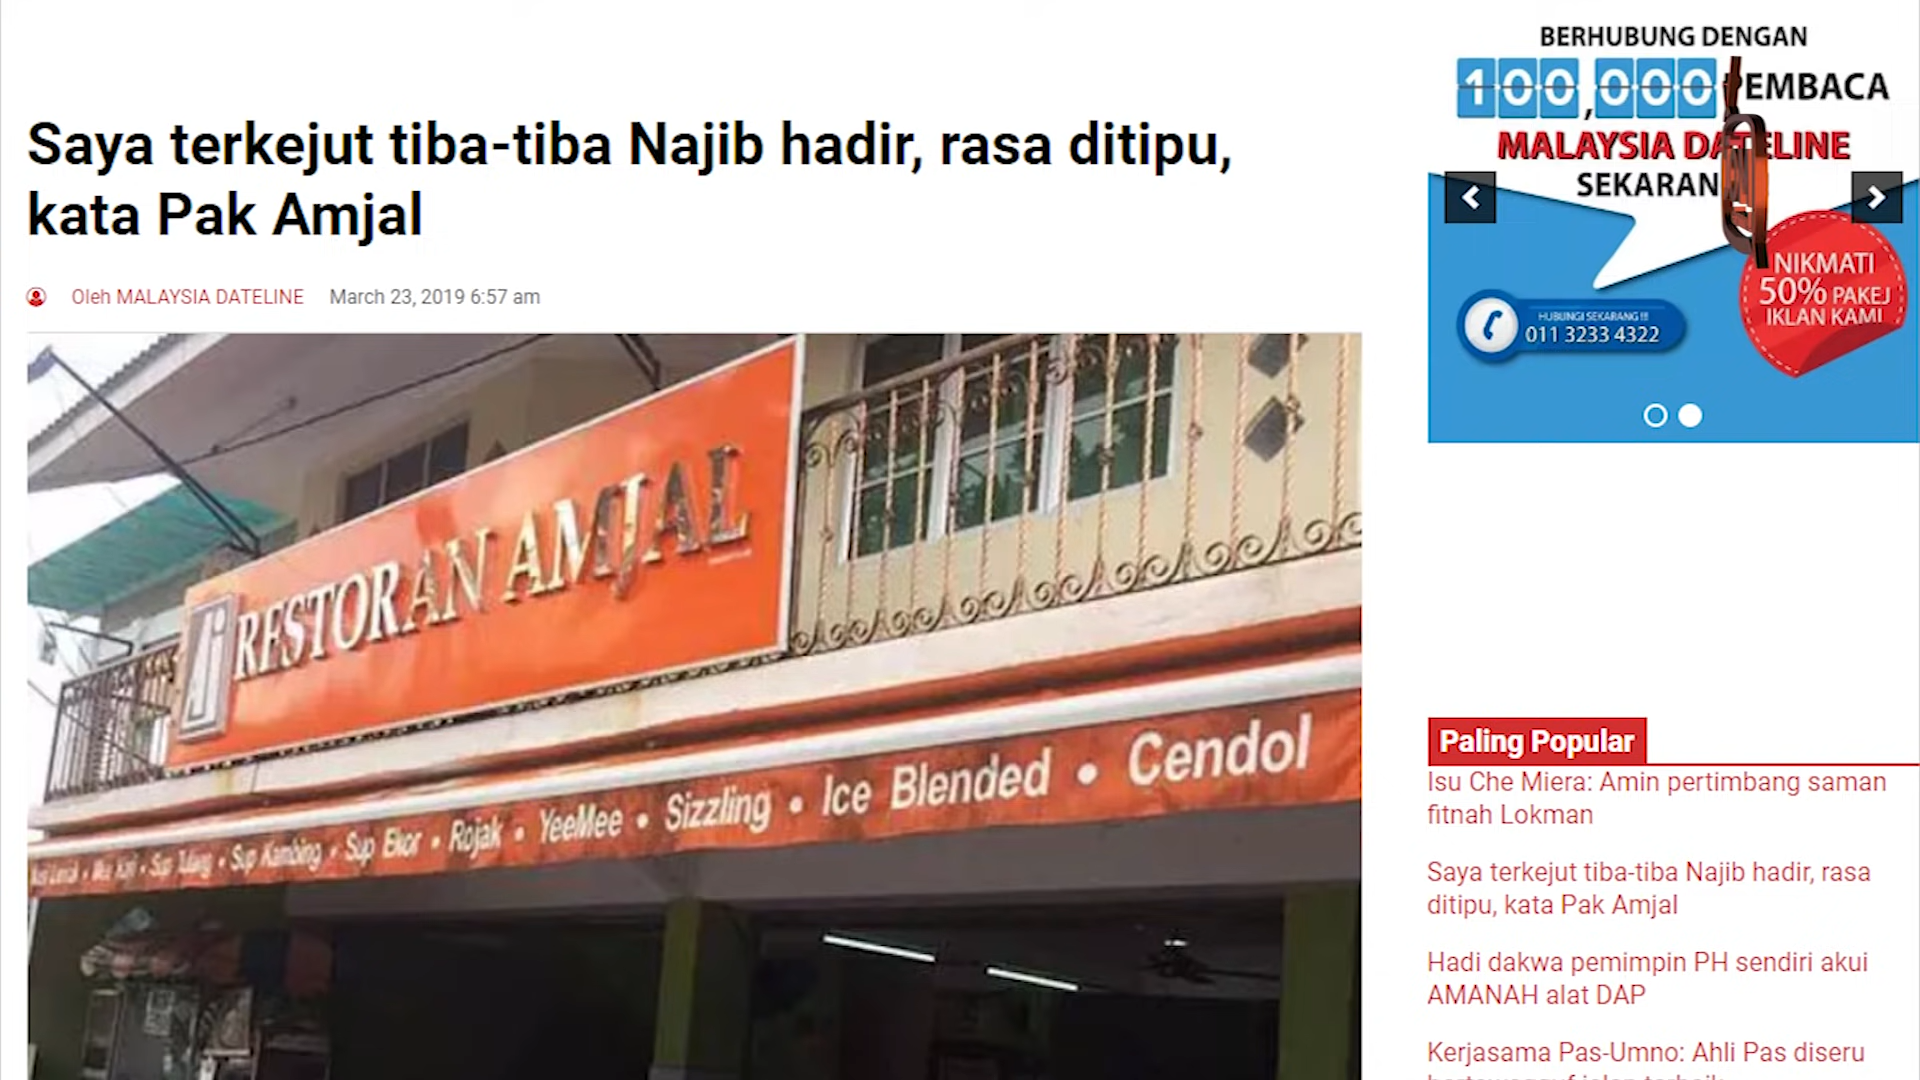 Saya terkejut tiba-tiba Najib hadir, rasa ditipu,
kata Pak Amjal
Oleh MALAYSIA DATELINE March 23, 2019 6:57 am
RESTORAN AMJAL
Sup Tulang • Sup Kambing • Sup Ekor • Rojak • YeeMee • Sizzling • Ice Blended • Cendol
BERHUBUNG DENGAN
100,000 PEMBACA
MALAYSIA DATELINE
SEKARAN
HUBUNGI SEKARANG !!!
011 3233 4322
NIKMATI
50% PAKEJ
IKLAN KAMI
Paling Popular
Isu Che Miera: Amin pertimbang saman
fitnah Lokman
Saya terkejut tiba-tiba Najib hadir, rasa
ditipu, kata Pak Amjal
Hadi dakwa pemimpin PH sendiri akui
AMANAH alat DAP
Kerjasama Pas-Umno: Ahli Pas diseru